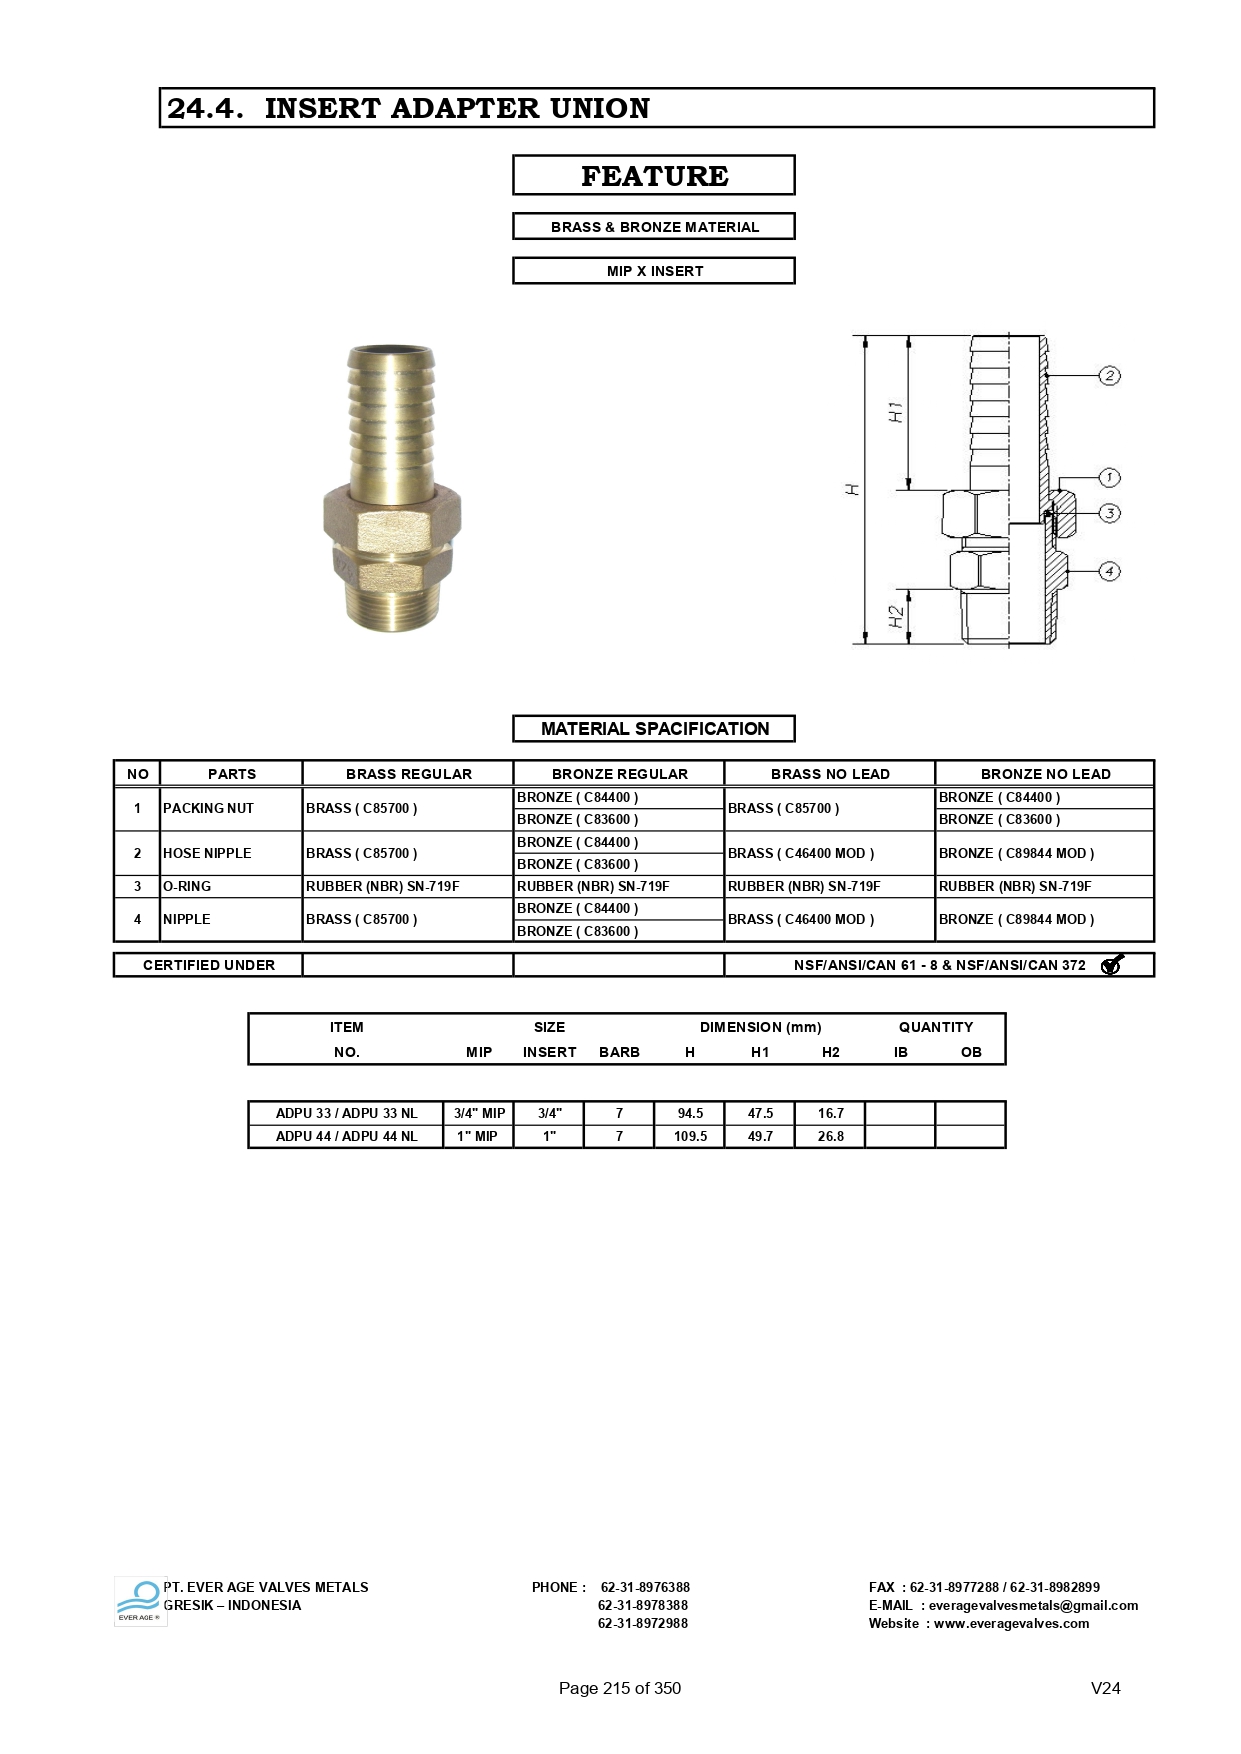 24.4. INSERT ADAPTER UNION
FEATURE
BRASS & BRONZE MATERIAL
MIP X INSERT
H
H1
H2
2
1
3
4
MATERIAL SPACIFICATION
NO PARTS BRASS REGULAR BRONZE REGULAR BRASS NO LEAD BRONZE NO LEAD
1 PACKING NUT BRASS ( C85700 ) BRONZE ( C84400 ) BRASS ( C85700 ) BRONZE ( C84400 )
BRONZE ( C83600 ) BRONZE ( C83600 )
2 HOSE NIPPLE BRASS ( C85700 ) BRONZE ( C84400 ) BRASS ( C46400 MOD ) BRONZE ( C89844 MOD )
BRONZE ( C83600 )
3 O-RING RUBBER (NBR) SN-719F RUBBER (NBR) SN-719F RUBBER (NBR) SN-719F RUBBER (NBR) SN-719F
4 NIPPLE BRASS ( C85700 ) BRONZE ( C84400 ) BRASS ( C46400 MOD ) BRONZE ( C89844 MOD )
BRONZE ( C83600 )
CERTIFIED UNDER NSF/ANSI/CAN 61 - 8 & NSF/ANSI/CAN 372
ITEM SIZE DIMENSION (mm) QUANTITY
NO. MIP INSERT BARB H H1 H2 IB OB
ADPU 33 / ADPU 33 NL 3/4" MIP 3/4" 7 94.5 47.5 16.7
ADPU 44 / ADPU 44 NL 1" MIP 1" 7 109.5 49.7 26.8
EVER AGE ®
PT. EVER AGE VALVES METALS PHONE : 62-31-8976388 FAX : 62-31-8977288 / 62-31-8982899
GRESIK – INDONESIA 62-31-8978388 E-MAIL : everagevalvesmetals@gmail.com
62-31-8972988 Website : www.everagevalves.com
Page 215 of 350 V24